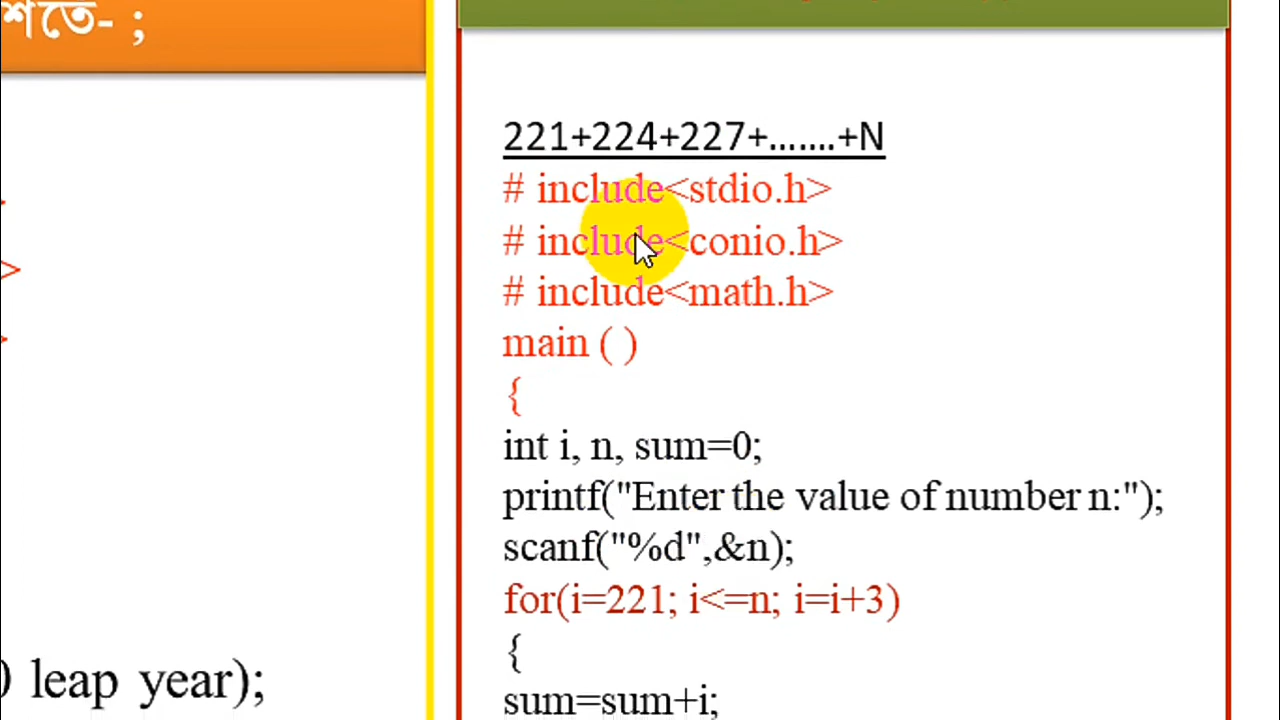 - ;
221+224+227+.......+N
# include<stdio.h>
# include<conio.h>
>
# include<math.h>
main ( )
{
int i, n, sum=0;
printf("Enter the value of number n:");
scanf("%d",&n);
for(i=221; i<=n; i=i+3)
{
) leap year);
sum=sum+i;